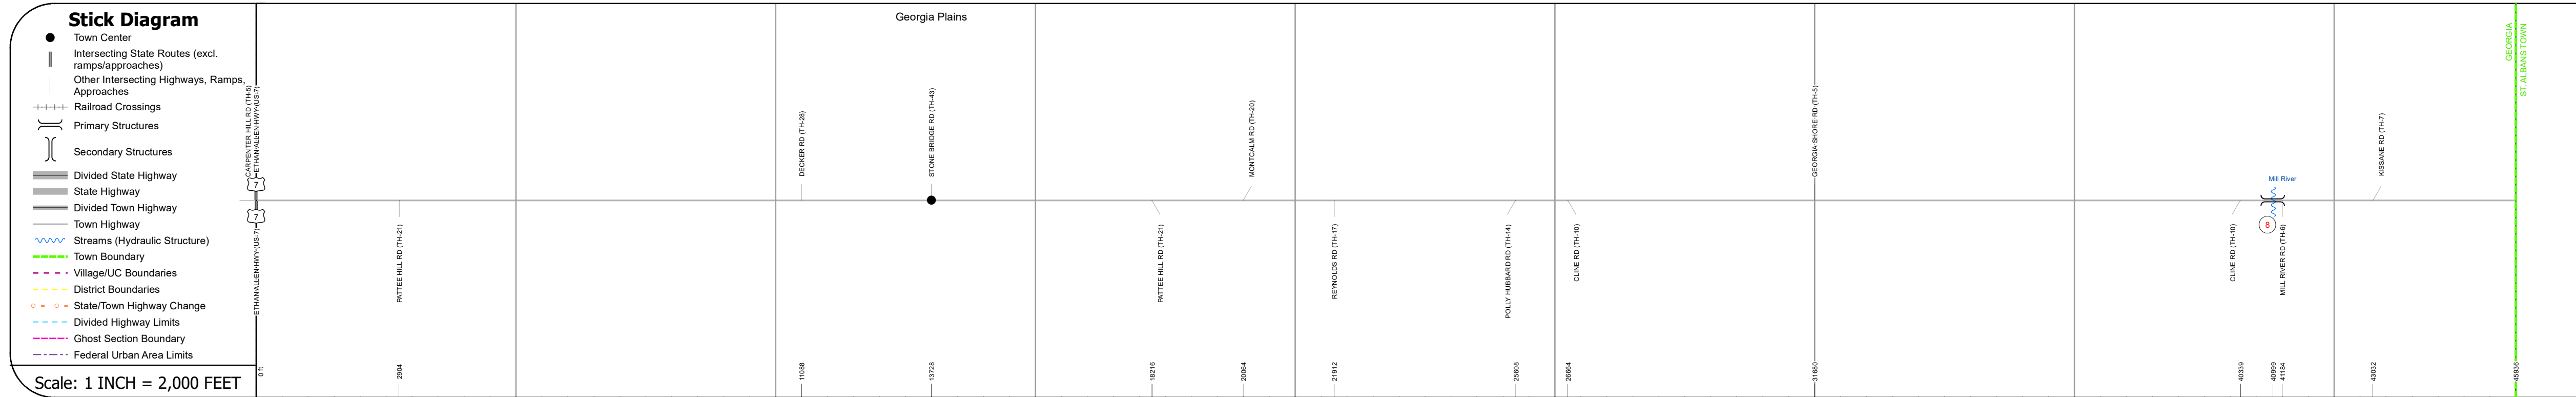 Stick Diagram
Town Center
Intersecting State Routes (excl.
ramps/approaches)
Other Intersecting Highways, Ramps,
Approaches
Railroad Crossings
Primary Structures
Secondary Structures
Divided State Highway
State Highway
Divided Town Highway
Town Highway
Streams (Hydraulic Structure)
Town Boundary
Village/UC Boundaries
District Boundaries
State/Town Highway Change
Divided Highway Limits
Ghost Section Boundary
Federal Urban Area Limits
Scale: 1 INCH = 2,000 FEET
Georgia Plains
CARPENTER HILL RD (TH-5)
ETHAN ALLEN HWY (US-7)
7
7
ETHAN ALLEN HWY (US-7)
PATTEE HILL RD (TH-21)
DECKER RD (TH-28)
STONE BRIDGE RD (TH-43)
PATTEE HILL RD (TH-21)
MONTCALM RD (TH-20)
REYNOLDS RD (TH-17)
POLLY HUBBARD RD (TH-14)
CLINE RD (TH-10)
GEORGIA SHORE RD (TH-5)
CLINE RD (TH-10)
Mill River
8
MILL RIVER RD (TH-6)
KISSANE RD (TH-7)
GEORGIA
ST. ALBANS TOWN
0 ft
2904
11088
13728
18216
20064
21912
25608
26664
31680
40339
40999
41184
43032
45936